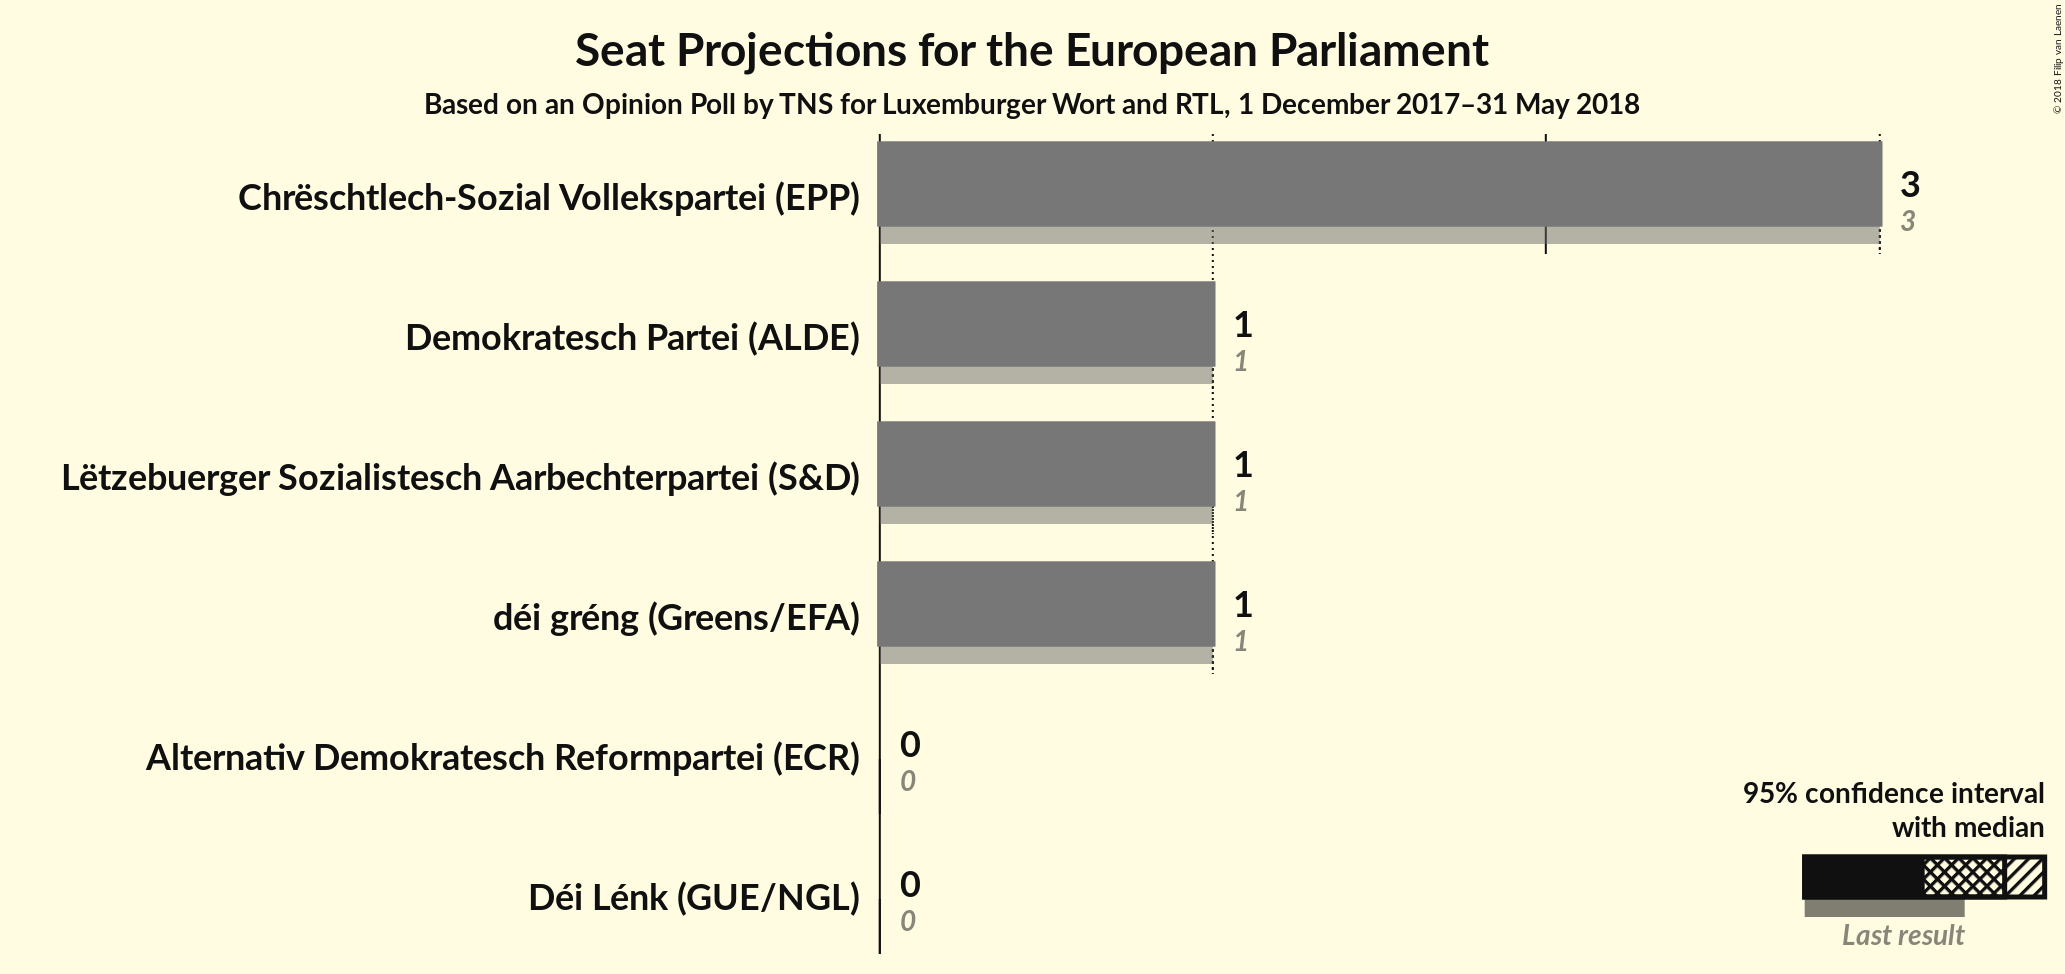 Seat Projections for the European Parliament
Based on an Opinion Poll by TNS for Luxemburger Wort and RTL, 1 December 2017–31 May 2018
© 2018 Filip van Laenen
Chrëschtlech-Sozial Vollekspartei (EPP)
3
3
Demokratesch Partei (ALDE)
1
1
Lëtzebuerger Sozialistesch Aarbechterpartei (S&D)
1
1
déi gréng (Greens/EFA)
1
1
Alternativ Demokratesch Reformpartei (ECR)
0
0
Déi Lénk (GUE/NGL)
0
0
95% confidence interval
with median
Last result